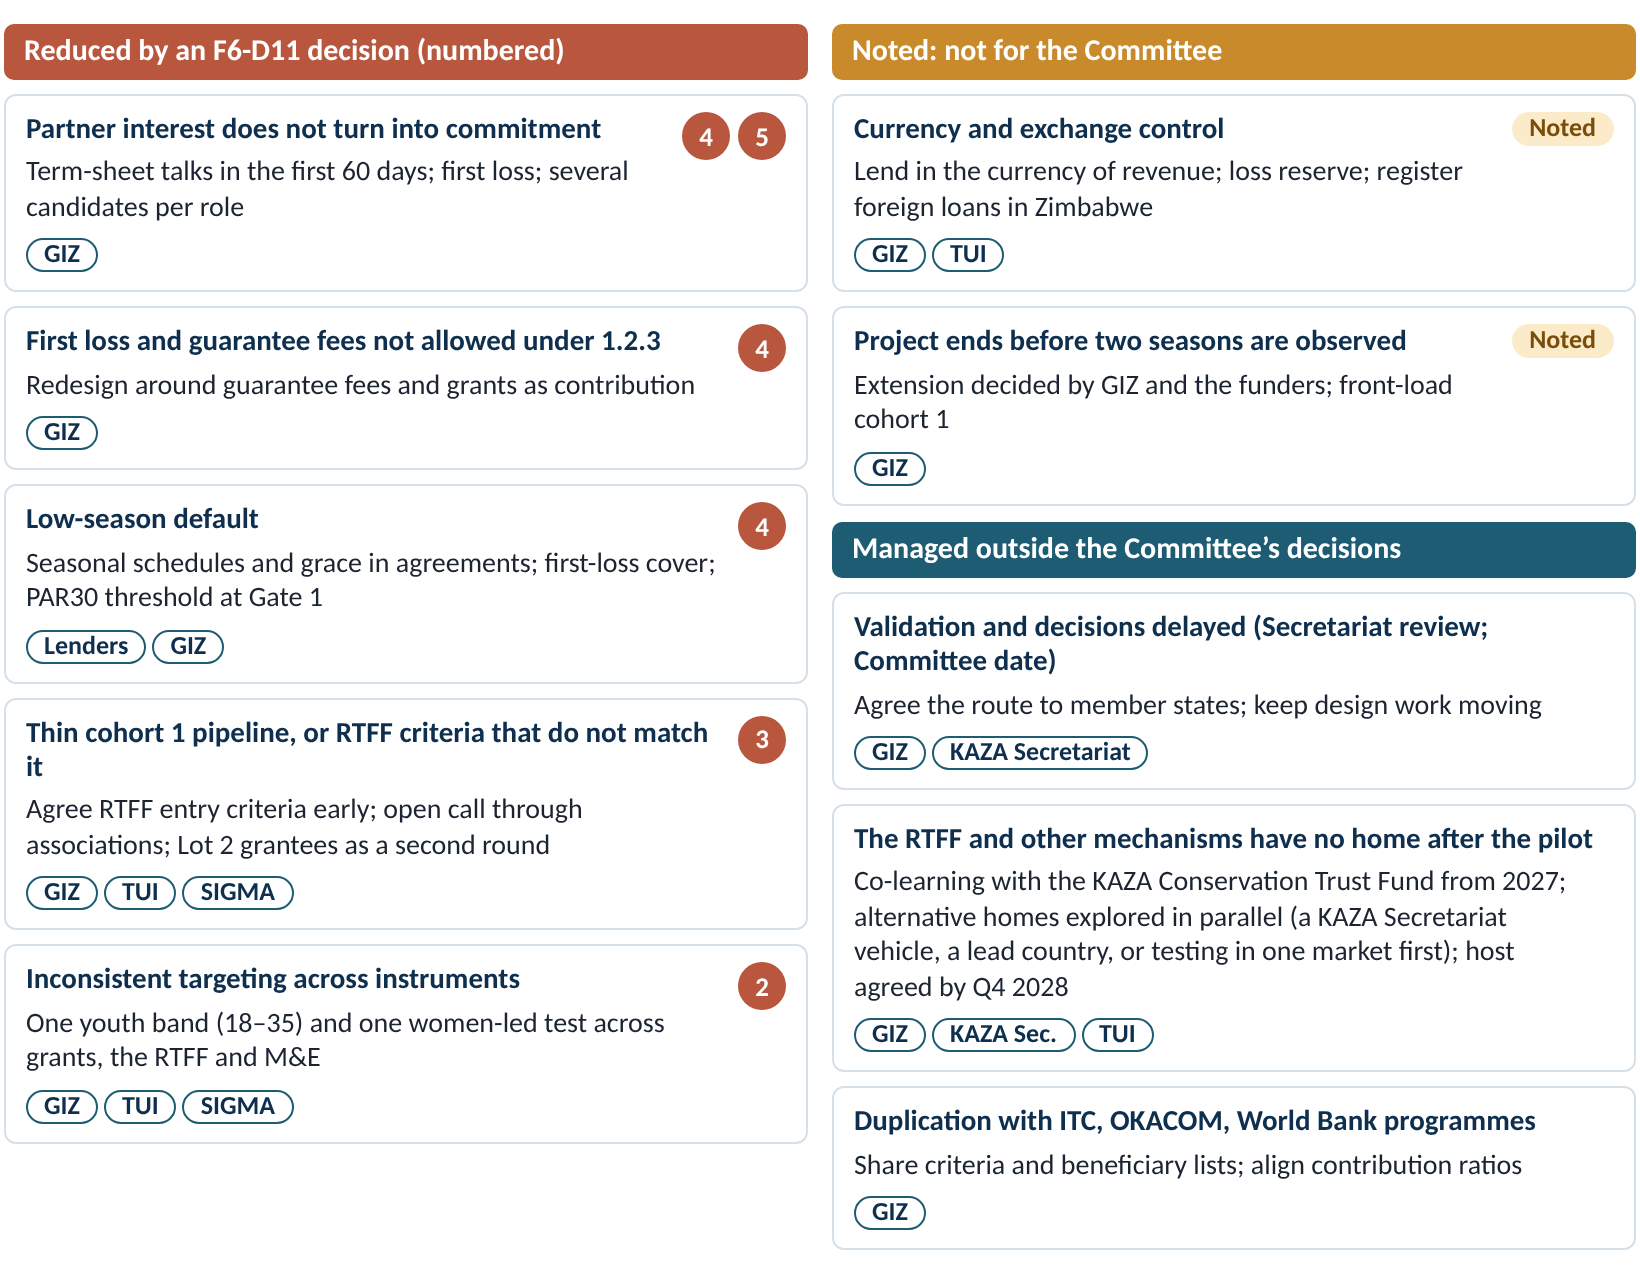 Reduced by an F6-D11 decision (numbered)
Partner interest does not turn into commitment
4 5
Term-sheet talks in the first 60 days; first loss; several
candidates per role
GIZ
First loss and guarantee fees not allowed under 1.2.3
4
Redesign around guarantee fees and grants as contribution
GIZ
Low-season default
4
Seasonal schedules and grace in agreements; first-loss cover;
PAR30 threshold at Gate 1
Lenders GIZ
Thin cohort 1 pipeline, or RTFF criteria that do not match
it
3
Agree RTFF entry criteria early; open call through
associations; Lot 2 grantees as a second round
GIZ TUI SIGMA
Inconsistent targeting across instruments
2
One youth band (18–35) and one women-led test across
grants, the RTFF and M&E
GIZ TUI SIGMA
Noted: not for the Committee
Currency and exchange control
Noted
Lend in the currency of revenue; loss reserve; register
foreign loans in Zimbabwe
GIZ TUI
Project ends before two seasons are observed
Noted
Extension decided by GIZ and the funders; front-load
cohort 1
GIZ
Managed outside the Committee’s decisions
Validation and decisions delayed (Secretariat review;
Committee date)
Agree the route to member states; keep design work moving
GIZ KAZA Secretariat
The RTFF and other mechanisms have no home after the pilot
Co-learning with the KAZA Conservation Trust Fund from 2027;
alternative homes explored in parallel (a KAZA Secretariat
vehicle, a lead country, or testing in one market first); host
agreed by Q4 2028
GIZ KAZA Sec. TUI
Duplication with ITC, OKACOM, World Bank programmes
Share criteria and beneficiary lists; align contribution ratios
GIZ